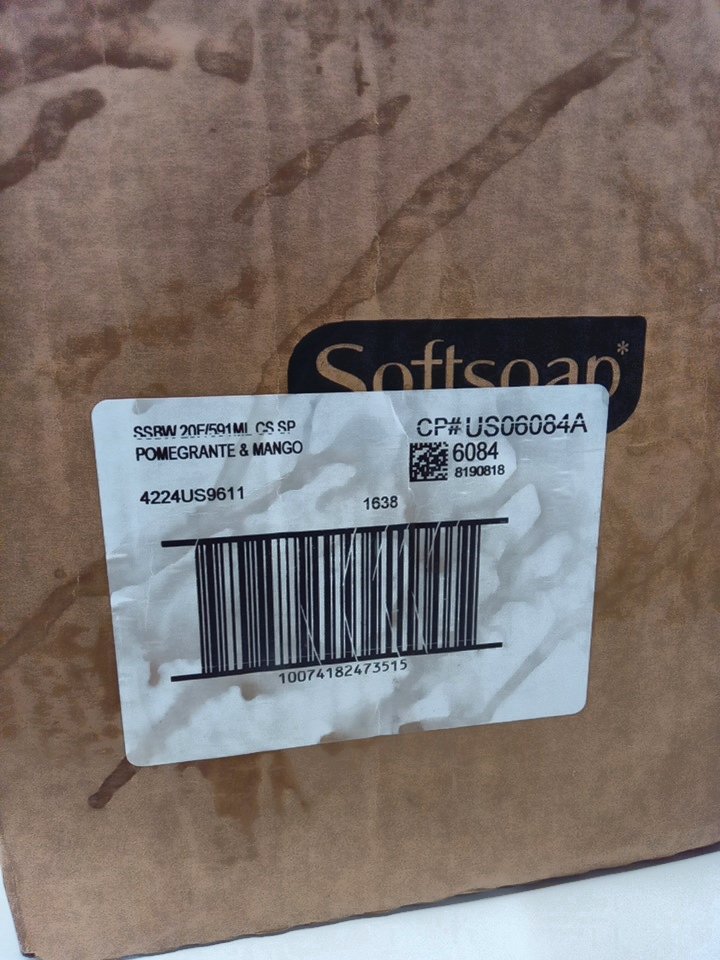 Softsoap*
SSBW 20F/591ML CS SP
POMEGRANTE & MANGO
CP# US06084A
6084
8190818
4224US9611
1638
10074182473515